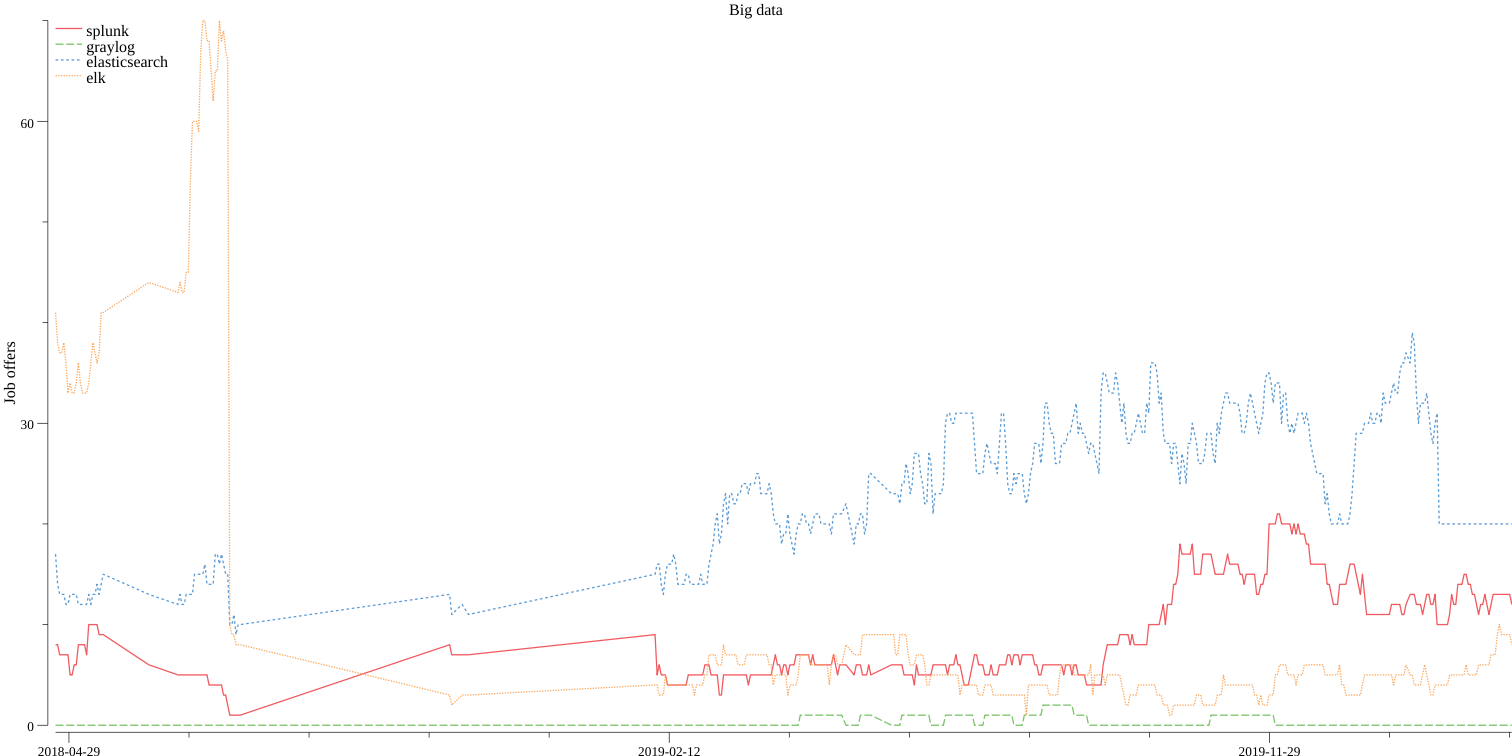 Big data
splunk
graylog
elasticsearch
elk
60
30
0
Job offers
2018-04-29
2019-02-12
2019-11-29